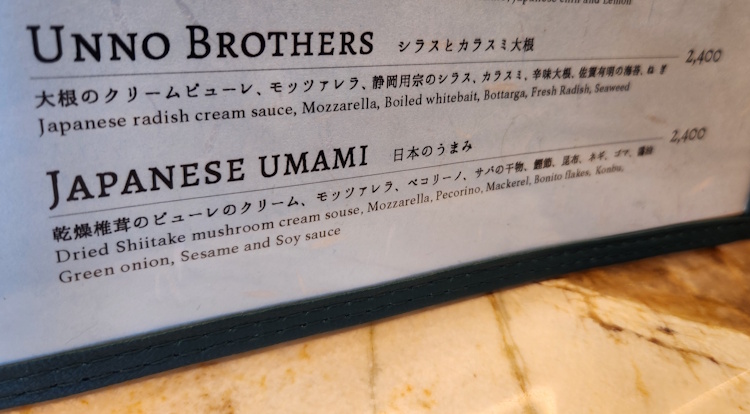 Japanese chili and Lemon
UNNO BROTHERS シラスとカラスミ大根 2,400
大根のクリームピューレ、モッツァレラ、静岡用宗のシラス、カラスミ、辛味大根、佐賀有明の海苔、ねぎ
Japanese radish cream sauce, Mozzarella, Boiled whitebait, Bottarga, Fresh Radish, Seaweed
JAPANESE UMAMI 日本のうまみ 2,400
乾燥椎茸のピューレのクリーム、モッツァレラ、ペコリーノ、サバの干物、鰹節、昆布、ネギ、ゴマ、醤油
Dried Shiitake mushroom cream souse, Mozzarella, Pecorino, Mackerel, Bonito flakes, Konbu,
Green onion, Sesame and Soy sauce